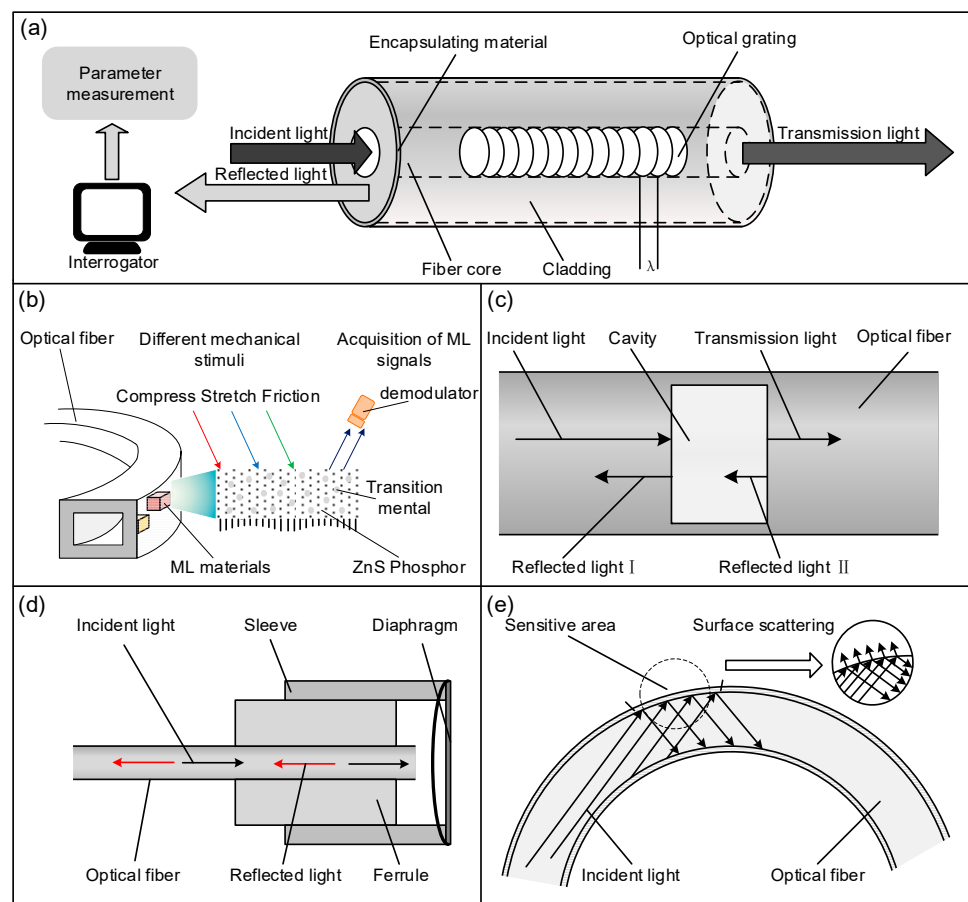 (a)
Encapsulating material
Optical grating
Parameter
measurement
Incident light
Transmission light
Reflected light
Interrogator
Fiber core
Cladding
λ
(b)
Optical fiber
Different mechanical
stimuli
Acquisition of ML
signals
Compress Stretch Friction
demodulator
Transition
mental
ML materials
ZnS Phosphor
(c)
Incident light
Cavity
Transmission light
Optical fiber
Reflected light I
Reflected light II
(d)
Incident light
Sleeve
Diaphragm
Optical fiber
Reflected light
Ferrule
(e)
Sensitive area
Surface scattering
Incident light
Optical fiber